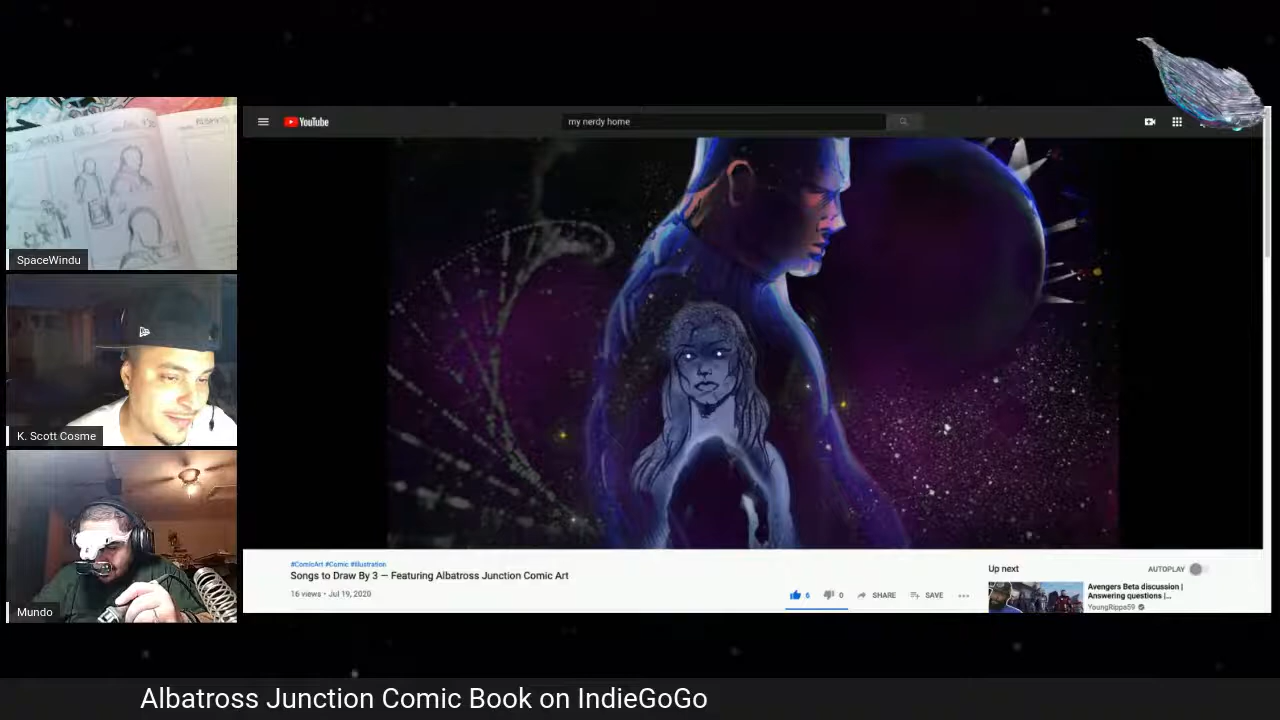 YouTube
my nerdy home
SpaceWindu
K. Scott Cosme
Mundo
#ComicArt #Comic #Illustration
Songs to Draw By 3 — Featuring Albatross Junction Comic Art
16 views • Jul 19, 2020
6
0
SHARE
SAVE
Up next
AUTOPLAY
Avengers Beta discussion |
Answering questions |...
YoungRippa59
Albatross Junction Comic Book on IndieGoGo